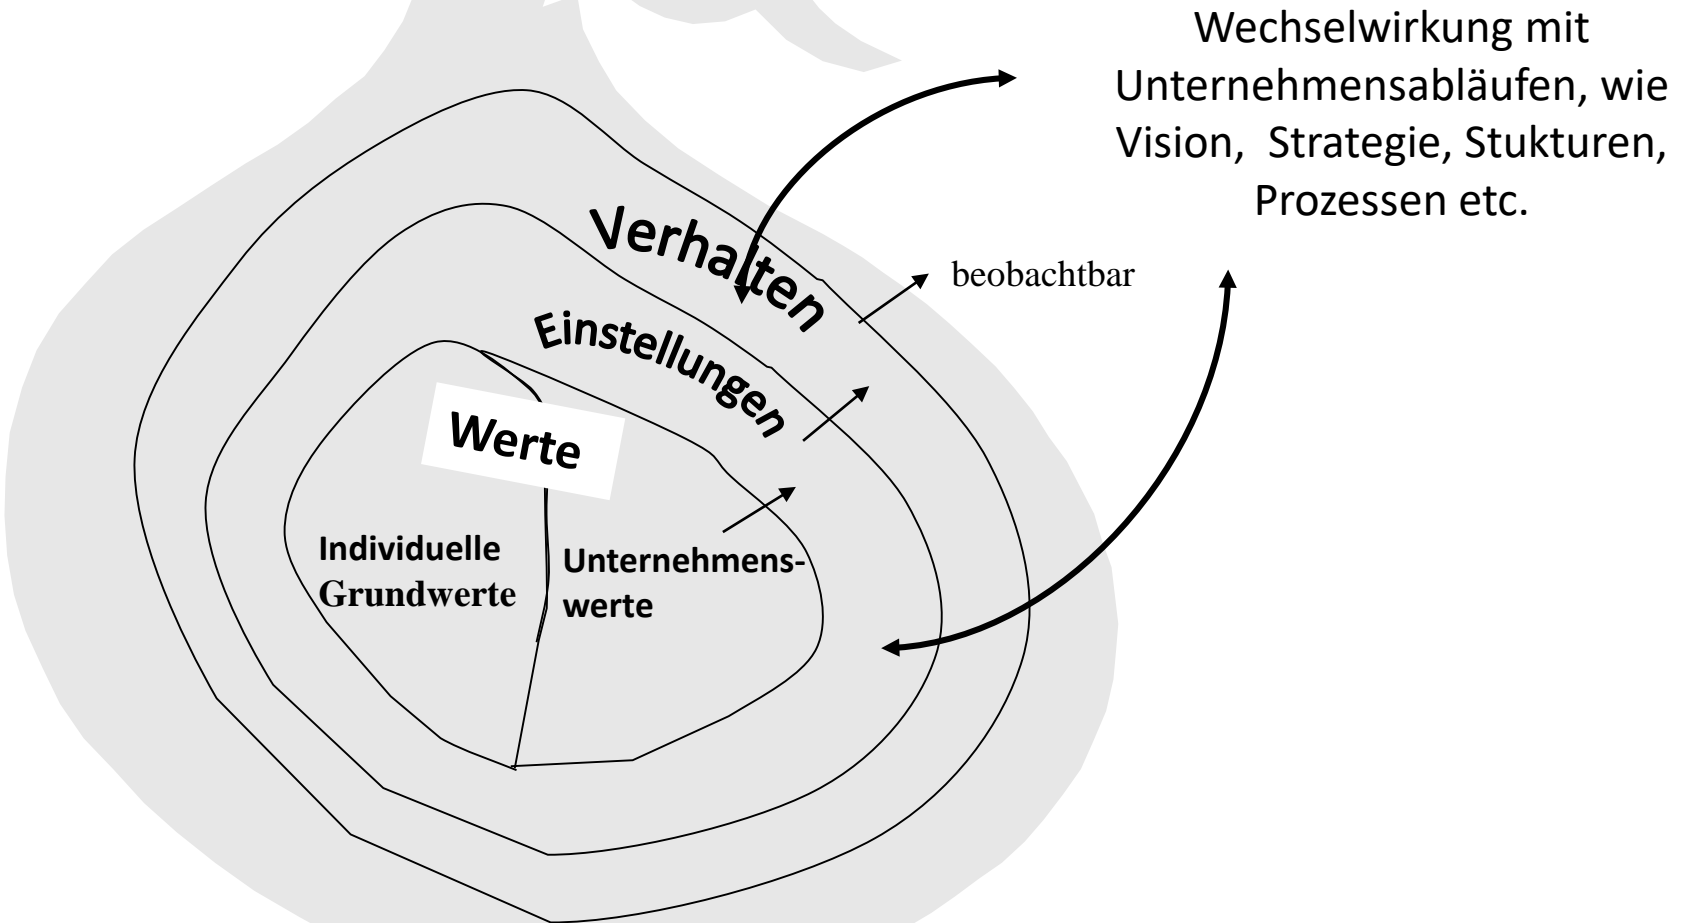 Wechselwirkung mit
Unternehmensabläufen, wie
Vision, Strategie, Stukturen,
Prozessen etc.
Verhalten
beobachtbar
Einstellungen
Werte
Individuelle
Grundwerte
Unternehmens-
werte